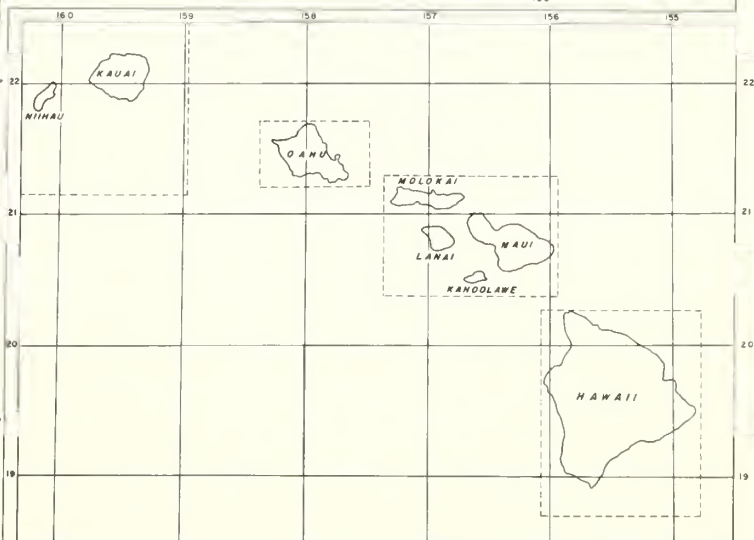 160 159 158 157 156 155
KAUAI
22 22
NIIHAU
OAHU
MOLOKAI
21 21
MAUI
LANAI
KAHOOLAWE
20 20
HAWAII
19 19